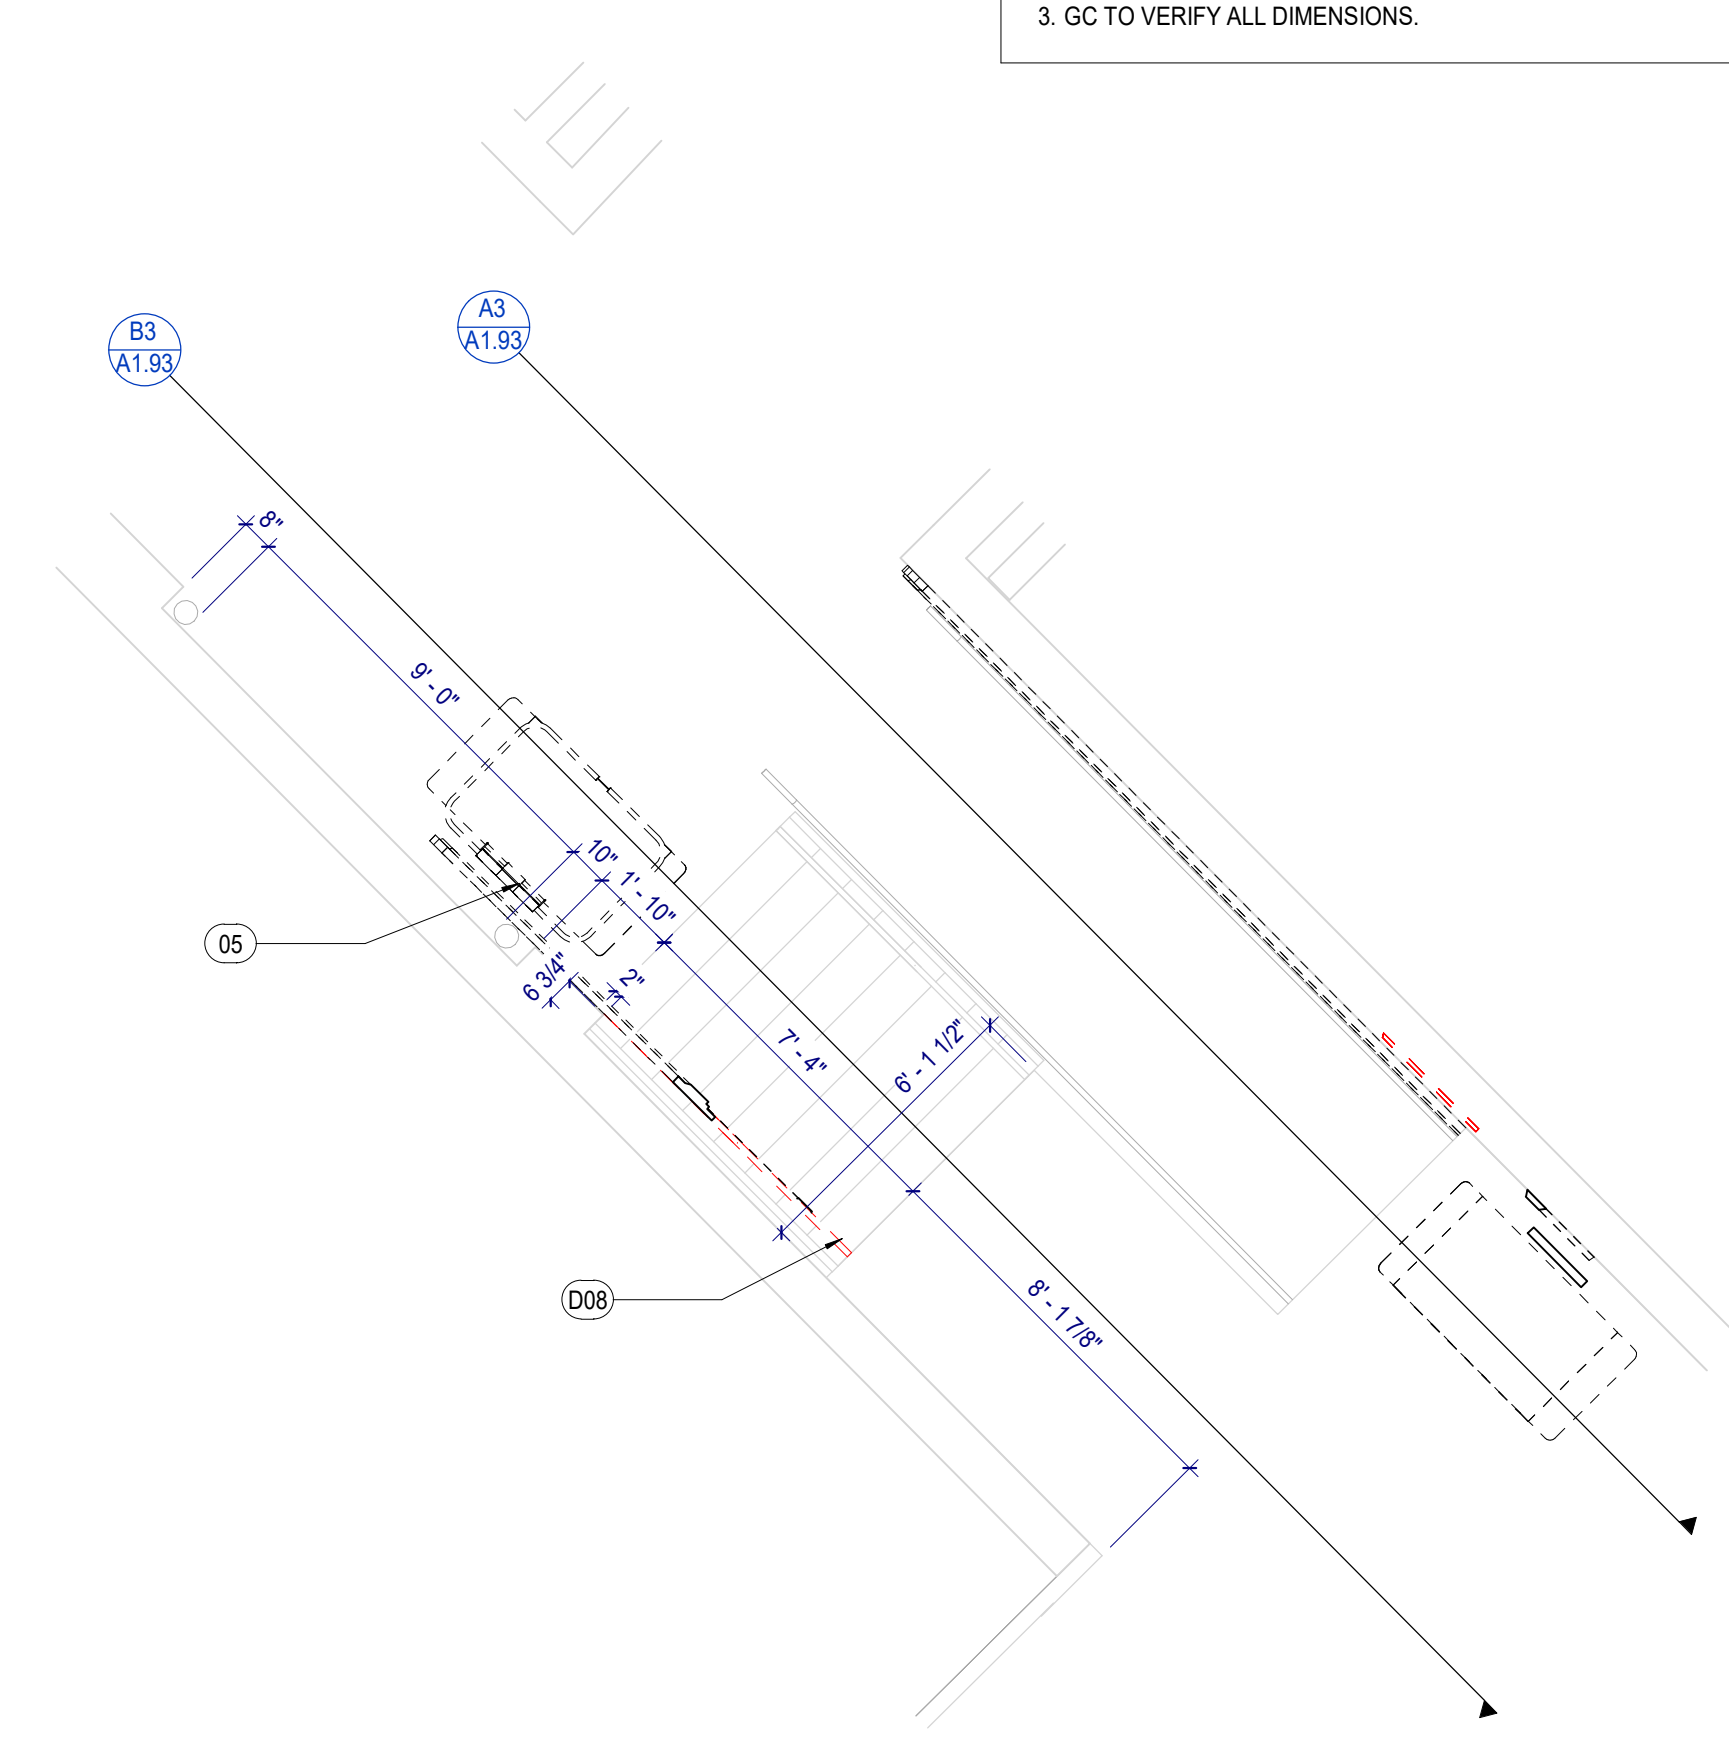 3. GC TO VERIFY ALL DIMENSIONS.
A3
A1.93
B3
A1.93
8"
9' - 0"
10"
1' - 10"
05
6 3/4"
2"
7' - 4"
6' - 1 1/2"
D08
8' - 1 7/8"